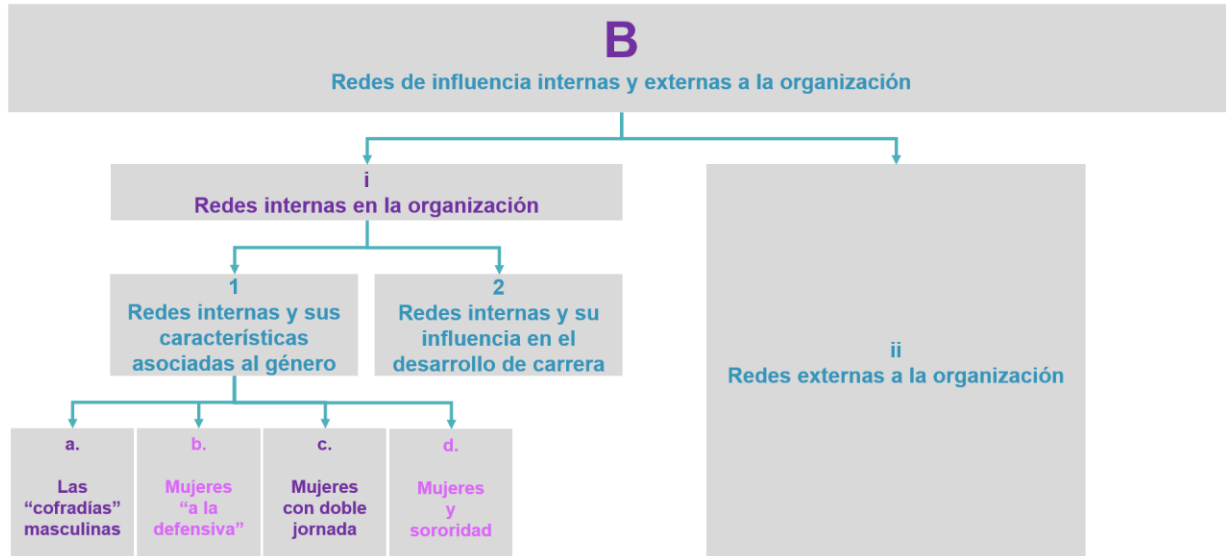 B
Redes de influencia internas y externas a la organización
i
Redes internas en la organización
1
Redes internas y sus
características
asociadas al género
2
Redes internas y su
influencia en el
desarrollo de carrera
ii
Redes externas a la organización
a.
Las
“cofradías”
masculinas
b.
Mujeres
“a la
defensiva”
c.
Mujeres
con doble
jornada
d.
Mujeres
y
sororidad